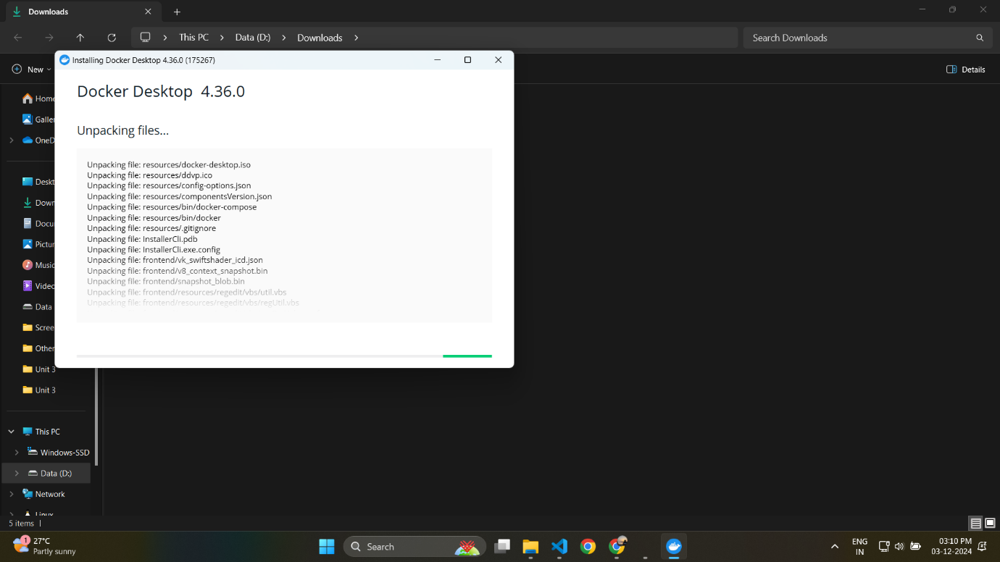 Downloads
This PC
Data (D:)
Downloads
Search Downloads
New
Details
Installing Docker Desktop 4.36.0 (175267)
Docker Desktop 4.36.0
Unpacking files...
Unpacking file: resources/docker-desktop.iso
Unpacking file: resources/ddvp.ico
Unpacking file: resources/config-options.json
Unpacking file: resources/componentsVersion.json
Unpacking file: resources/bin/docker-compose
Unpacking file: resources/bin/docker
Unpacking file: resources/.gitignore
Unpacking file: InstallerCli.pdb
Unpacking file: InstallerCli.exe.config
Unpacking file: frontend/vk_swiftshader_icd.json
Unpacking file: frontend/v8_context_snapshot.bin
Unpacking file: frontend/snapshot_blob.bin
Unpacking file: frontend/resources/regedit/vbs/util.vbs
Unpacking file: frontend/resources/regedit/vbs/regUtil.vbs
Home
Galler
OneD
Deskt
Down
Docu
Pictur
Music
Video
Data
Scree
Other
Unit 3
Unit 3
This PC
Windows-SSD
Data (D:)
Network
Linux
5 items
1
27°C
Partly sunny
Search
ENG
IN
03:10 PM
03-12-2024